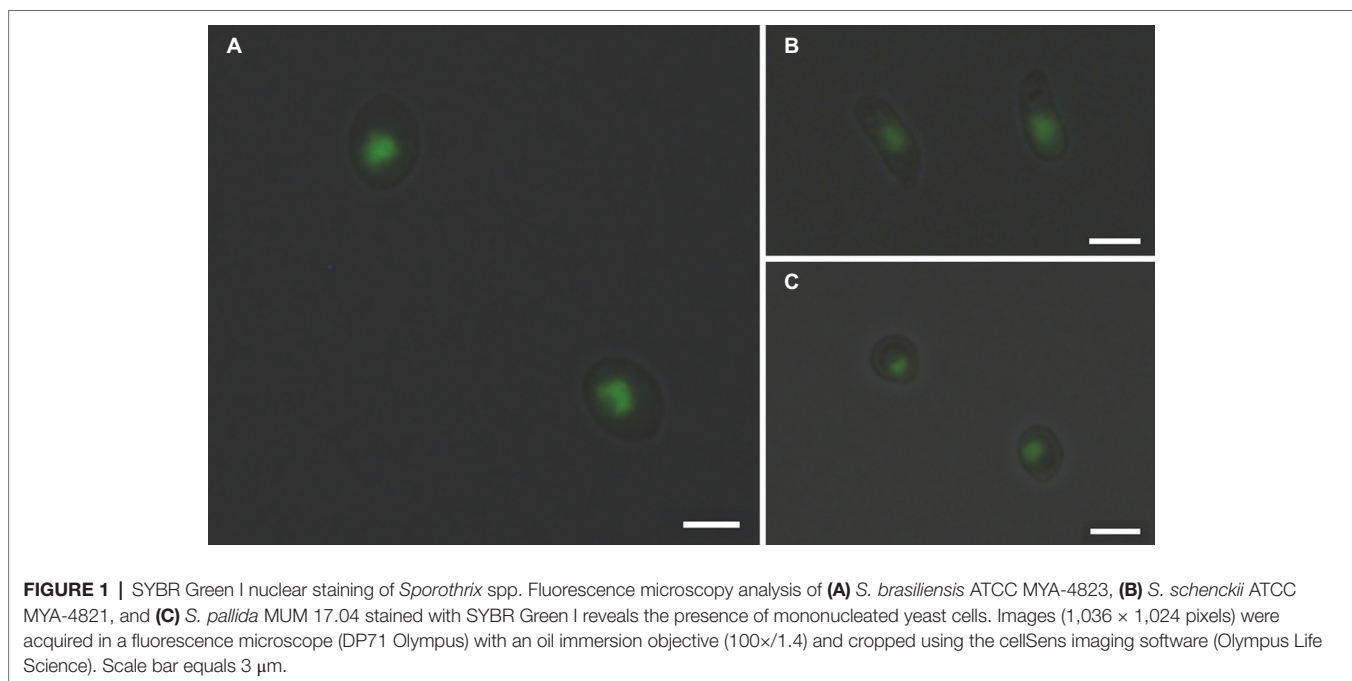 A
B
C
FIGURE 1 | SYBR Green I nuclear staining of Sporothrix spp. Fluorescence microscopy analysis of (A) S. brasiliensis ATCC MYA-4823, (B) S. schenckii ATCC
MYA-4821, and (C) S. pallida MUM 17.04 stained with SYBR Green I reveals the presence of mononucleated yeast cells. Images (1,036 × 1,024 pixels) were
acquired in a fluorescence microscope (DP71 Olympus) with an oil immersion objective (100×/1.4) and cropped using the cellSens imaging software (Olympus Life
Science). Scale bar equals 3 μm.